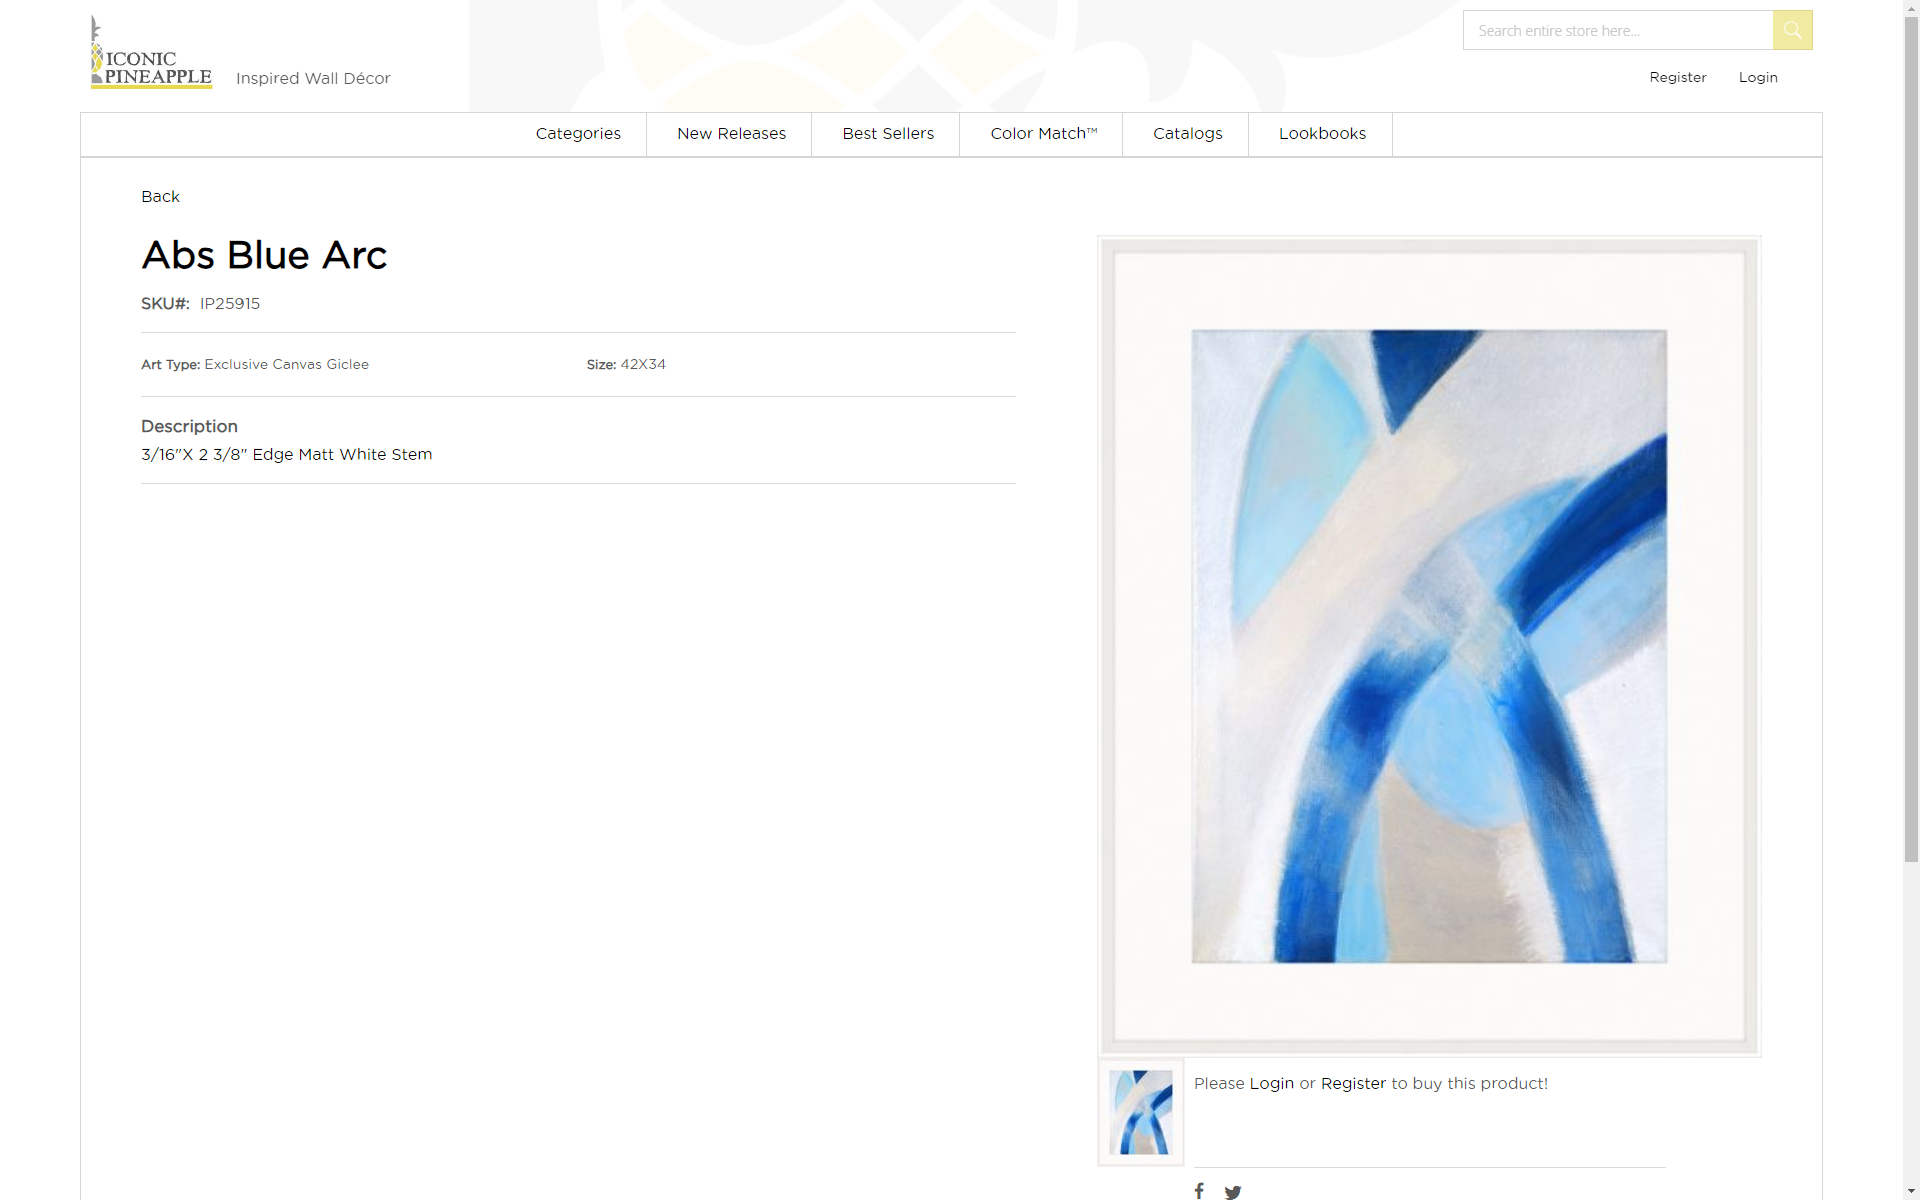 ICONIC
PINEAPPLE
Inspired Wall Décor
Search entire store here...
Register
Login
Categories
New Releases
Best Sellers
Color Match™
Catalogs
Lookbooks
Back
Abs Blue Arc
SKU#: IP25915
Art Type: Exclusive Canvas Giclee
Size: 42X34
Description
3/16"X 2 3/8" Edge Matt White Stem
Please Login or Register to buy this product!